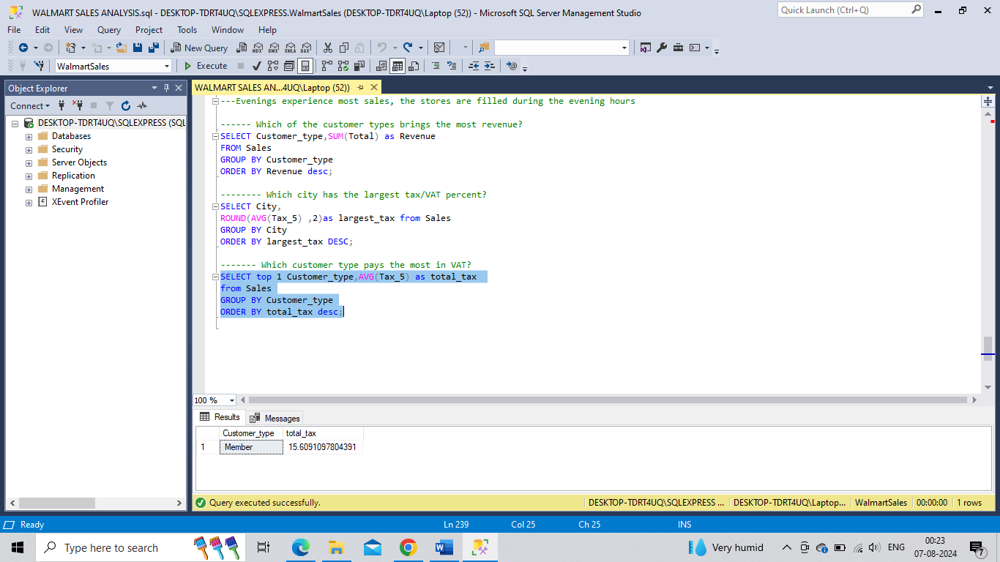 WALMART SALES ANALYSIS.sql - DESKTOP-TDRT4UQ\SQLEXPRESS.WalmartSales (DESKTOP-TDRT4UQ\Laptop (52)) - Microsoft SQL Server Management Studio
Quick Launch (Ctrl+Q)
File Edit View Query Project Tools Window Help
New Query
MDX DMX XMLA DAX
WalmartSales
Execute
Object Explorer
WALMART SALES AN...4UQ\Laptop (52))
Connect
DESKTOP-TDRT4UQ\SQLEXPRESS (SQL
Databases
Security
Server Objects
Replication
Management
XEvent Profiler
---Evenings experience most sales, the stores are filled during the evening hours
------ Which of the customer types brings the most revenue?
SELECT Customer_type,SUM(Total) as Revenue
FROM Sales
GROUP BY Customer_type
ORDER BY Revenue desc;
-------- Which city has the largest tax/VAT percent?
SELECT City,
ROUND(AVG(Tax_5) ,2)as largest_tax from Sales
GROUP BY City
ORDER BY largest_tax DESC;
------- Which customer type pays the most in VAT?
SELECT top 1 Customer_type,AVG(Tax_5) as total_tax
from Sales
GROUP BY Customer_type
ORDER BY total_tax desc;
100 %
Results Messages
Customer_type total_tax
1 Member 15.6091097804391
Query executed successfully.
DESKTOP-TDRT4UQ\SQLEXPRESS ... DESKTOP-TDRT4UQ\Laptop... WalmartSales 00:00:00 1 rows
Ready Ln 239 Col 25 Ch 25 INS
Type here to search
Very humid
ENG
00:23
07-08-2024
7